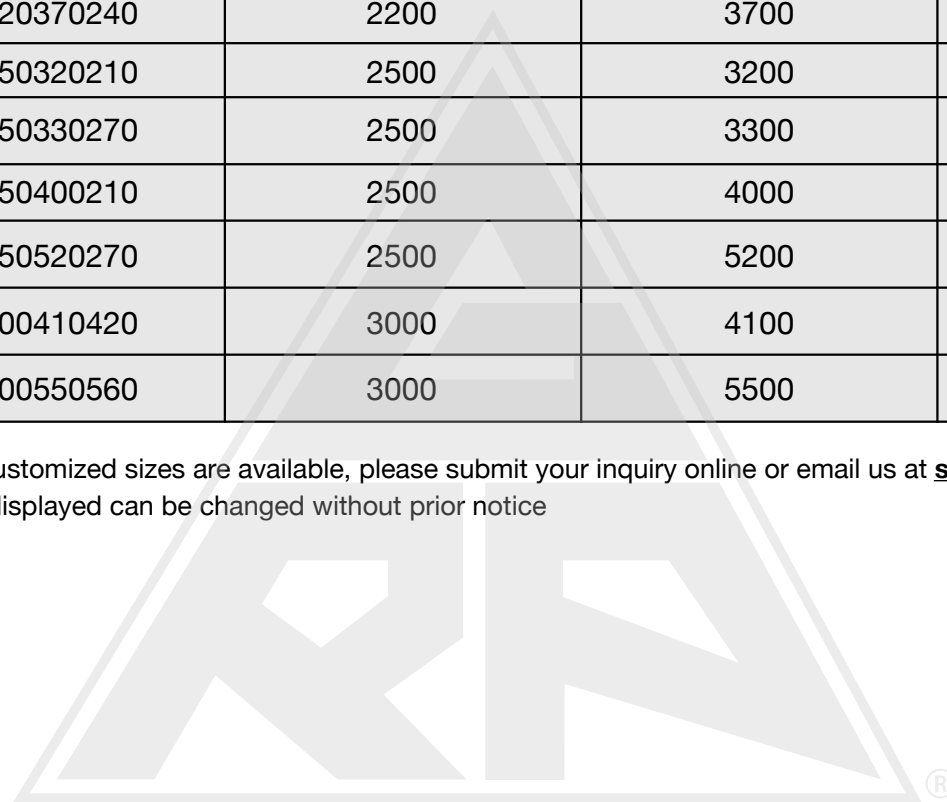 20370240 2200 3700
50320210 2500 3200
50330270 2500 3300
50400210 2500 4000
50520270 2500 5200
00410420 3000 4100
00550560 3000 5500
ustomized sizes are available, please submit your inquiry online or email us at s
displayed can be changed without prior notice
®